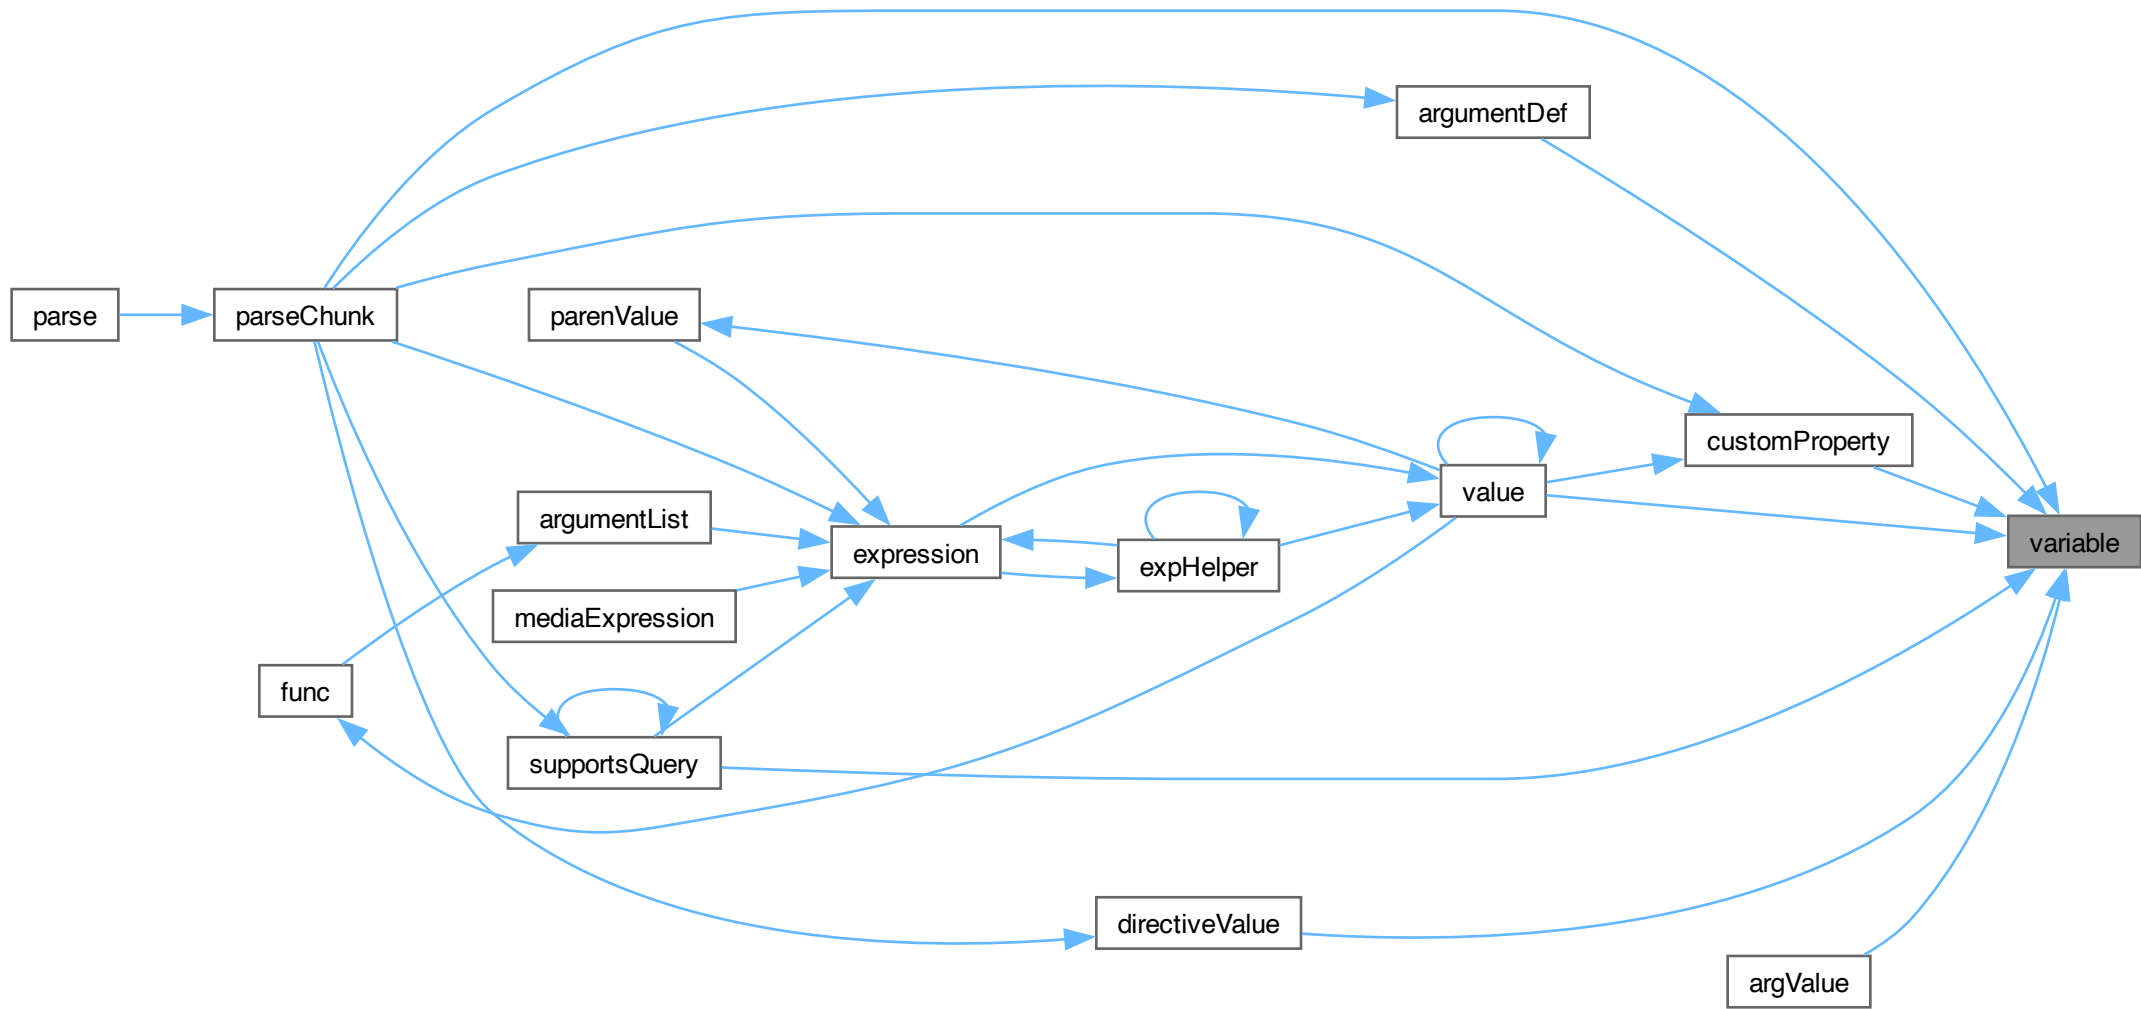 argumentDef
parse
parseChunk
parenValue
customProperty
value
argumentList
variable
expression
expHelper
mediaExpression
func
supportsQuery
directiveValue
argValue